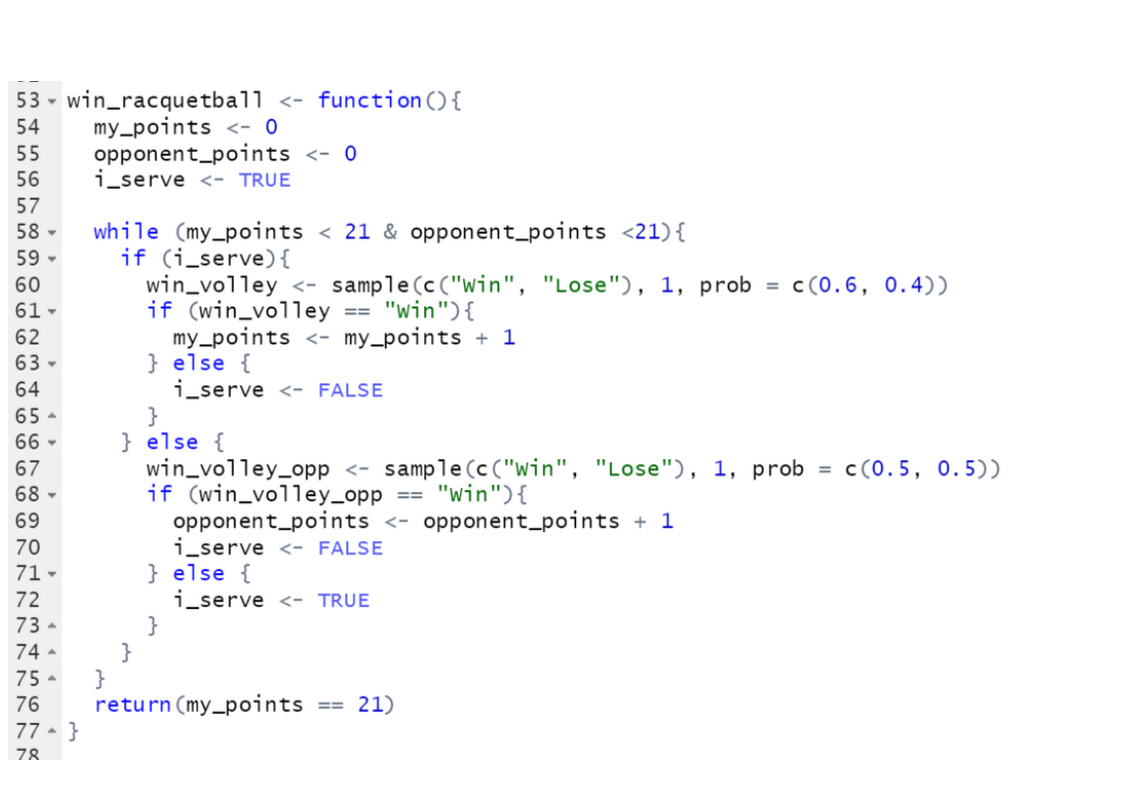 53 win_racquetball <- function(){
54   my_points <- 0
55   opponent_points <- 0
56   i_serve <- TRUE
57
58   while (my_points < 21 & opponent_points <21){
59     if (i_serve){
60       win_volley <- sample(c("Win", "Lose"), 1, prob = c(0.6, 0.4))
61       if (win_volley == "Win"){
62         my_points <- my_points + 1
63       } else {
64         i_serve <- FALSE
65       }
66     } else {
67       win_volley_opp <- sample(c("Win", "Lose"), 1, prob = c(0.5, 0.5))
68       if (win_volley_opp == "Win"){
69         opponent_points <- opponent_points + 1
70         i_serve <- FALSE
71       } else {
72         i_serve <- TRUE
73       }
74     }
75   }
76   return(my_points == 21)
77 }
78